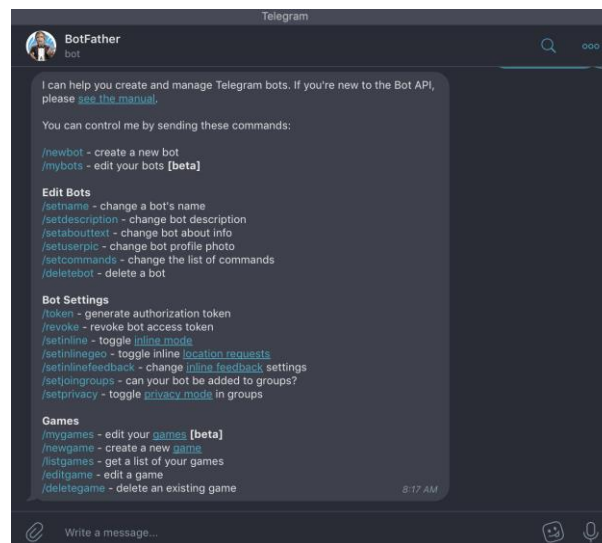 Telegram
BotFather
bot
I can help you create and manage Telegram bots. If you're new to the Bot API,
please see the manual.
You can control me by sending these commands:
/newbot - create a new bot
/mybots - edit your bots [beta]
Edit Bots
/setname - change a bot's name
/setdescription - change bot description
/setabouttext - change bot about info
/setuserpic - change bot profile photo
/setcommands - change the list of commands
/deletebot - delete a bot
Bot Settings
/token - generate authorization token
/revoke - revoke bot access token
/setinline - toggle inline mode
/setinlinegeo - toggle inline location requests
/setinlinefeedback - change inline feedback settings
/setjoingroups - can your bot be added to groups?
/setprivacy - toggle privacy mode in groups
Games
/mygames - edit your games [beta]
/newgame - create a new game
/listgames - get a list of your games
/editgame - edit a game
/deletegame - delete an existing game
8:17 AM
Write a message...